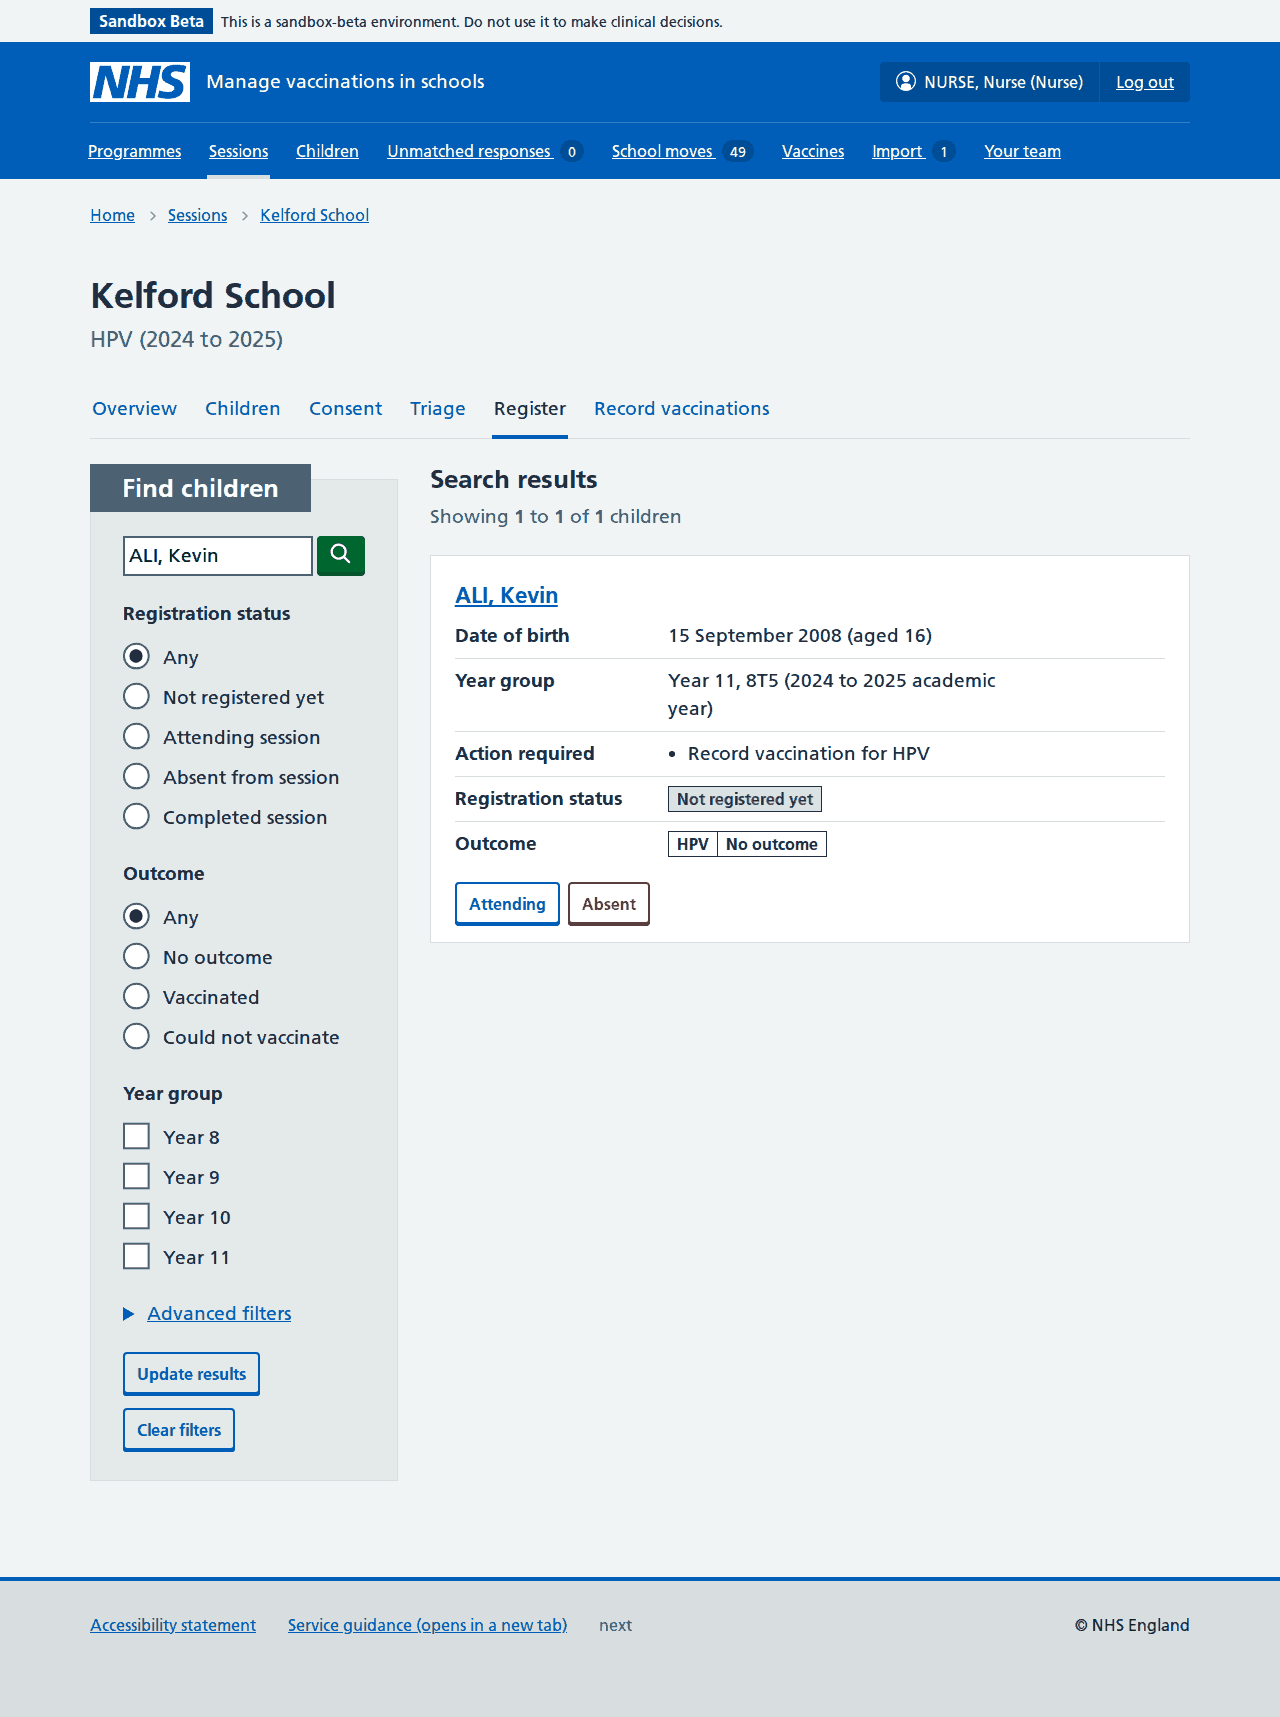 Sandbox Beta This is a sandbox-beta environment. Do not use it to make clinical decisions.
NHS Manage vaccinations in schools NURSE, Nurse (Nurse) Log out
Programmes Sessions Children Unmatched responses 0 School moves 49 Vaccines Import 1 Your team
Home Sessions Kelford School
Kelford School
HPV (2024 to 2025)
Overview Children Consent Triage Register Record vaccinations
Find children
ALI, Kevin
Registration status
Any
Not registered yet
Attending session
Absent from session
Completed session
Outcome
Any
No outcome
Vaccinated
Could not vaccinate
Year group
Year 8
Year 9
Year 10
Year 11
Advanced filters
Update results
Clear filters
Search results
Showing 1 to 1 of 1 children
ALI, Kevin
Date of birth 15 September 2008 (aged 16)
Year group Year 11, 8T5 (2024 to 2025 academic
year)
Action required • Record vaccination for HPV
Registration status Not registered yet
Outcome HPV No outcome
Attending Absent
Accessibility statement Service guidance (opens in a new tab) next © NHS England